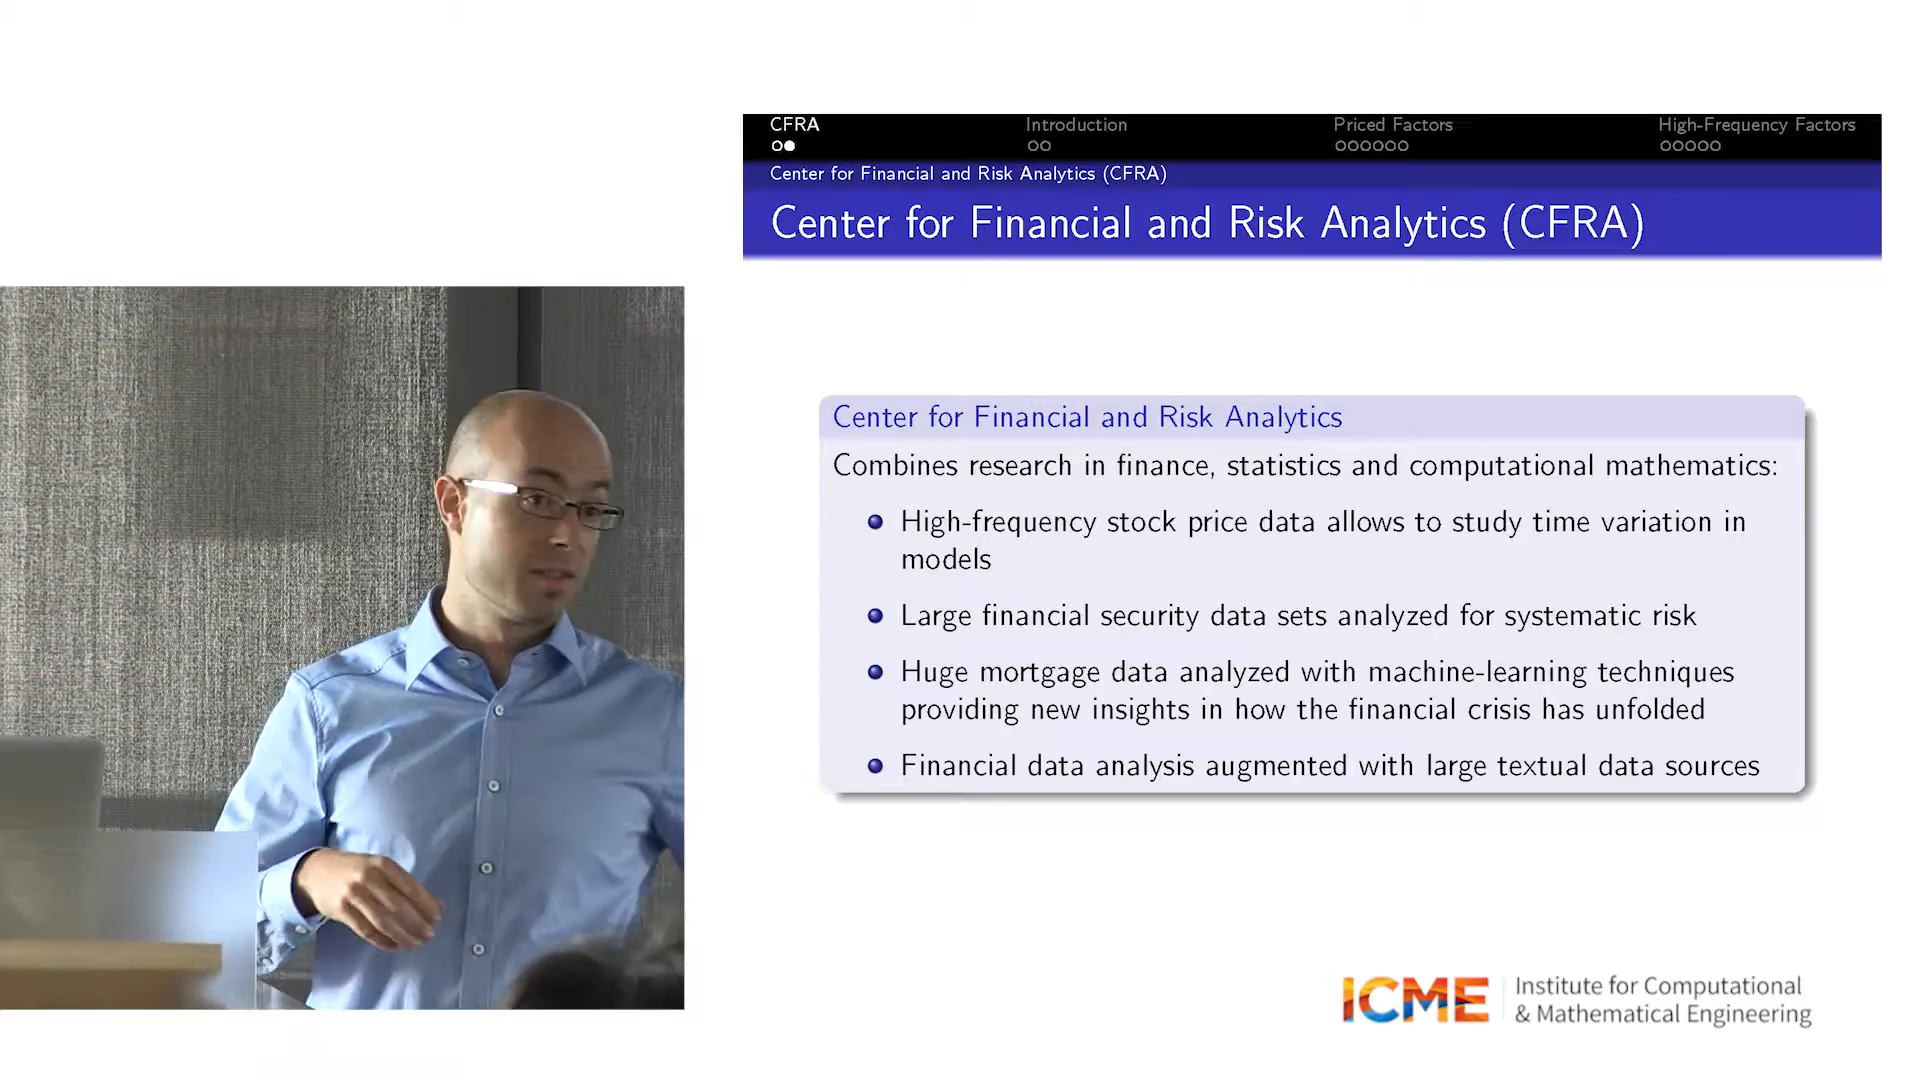 CFRA
Introduction
Priced Factors
High-Frequency Factors
Center for Financial and Risk Analytics (CFRA)
Center for Financial and Risk Analytics (CFRA)
Center for Financial and Risk Analytics
Combines research in finance, statistics and computational mathematics:
High-frequency stock price data allows to study time variation in
models
Large financial security data sets analyzed for systematic risk
Huge mortgage data analyzed with machine-learning techniques
providing new insights in how the financial crisis has unfolded
Financial data analysis augmented with large textual data sources
ICME
Institute for Computational
& Mathematical Engineering